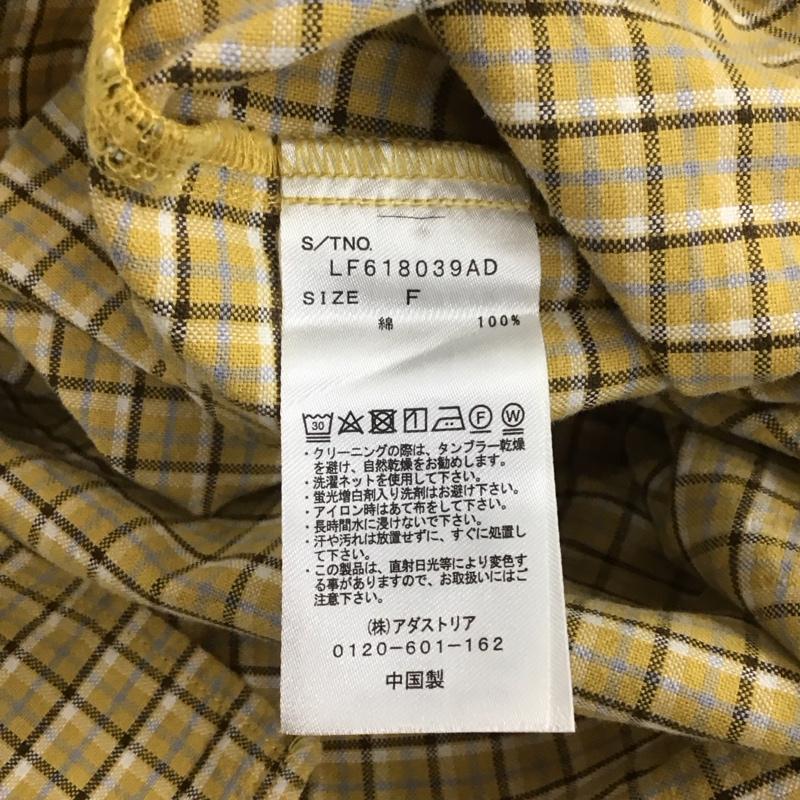 S/TNO.
LF618039AD
SIZE F
綿 100%
30 F W
・クリーニングの際は、タンブラー乾燥
を避け、自然乾燥をお勧めします。
・洗濯ネットを使用して下さい。
・蛍光増白剤入り洗剤はお避け下さい。
・アイロン時はあて布をして下さい。
・長時間水に浸けないで下さい。
・汗や汚れは放置せずに、すぐに処置し
て下さい。
・この製品は、直射日光等により変色す
る事がありますので、お取扱いにはご
注意下さい。
(株)アダストリア
0120-601-162
中国製